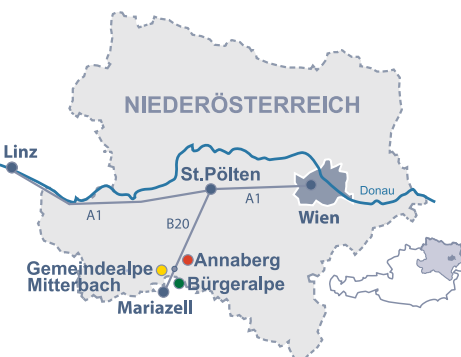 NIEDERÖSTERREICH
Linz
St.Pölten
A1
A1
Donau
Wien
B20
Annaberg
Gemeindealpe
Mitterbach
Bürgeralpe
Mariazell